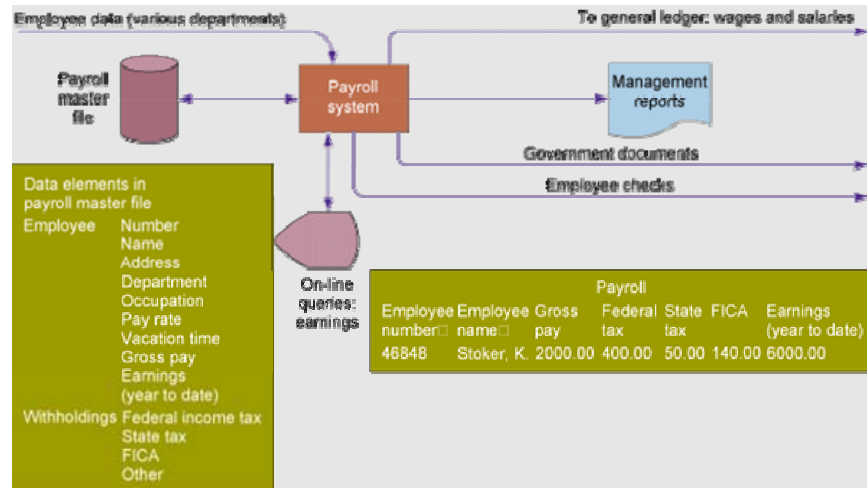 Employee data (various departments)
To general ledger: wages and salaries
Payroll
master
file
Payroll
system
Management
reports
Government documents
Employee checks
Data elements in
payroll master file
Employee Number
Name
Address
Department
Occupation
Pay rate
Vacation time
Gross pay
Earnings
(year to date)
Withholdings Federal income tax
State tax
FICA
Other
On-line
queries:
earnings
Payroll
Employee Employee Gross Federal State FICA Earnings
number□ name□ pay tax tax (year to date)
46848 Stoker, K. 2000.00 400.00 50.00 140.00 6000.00